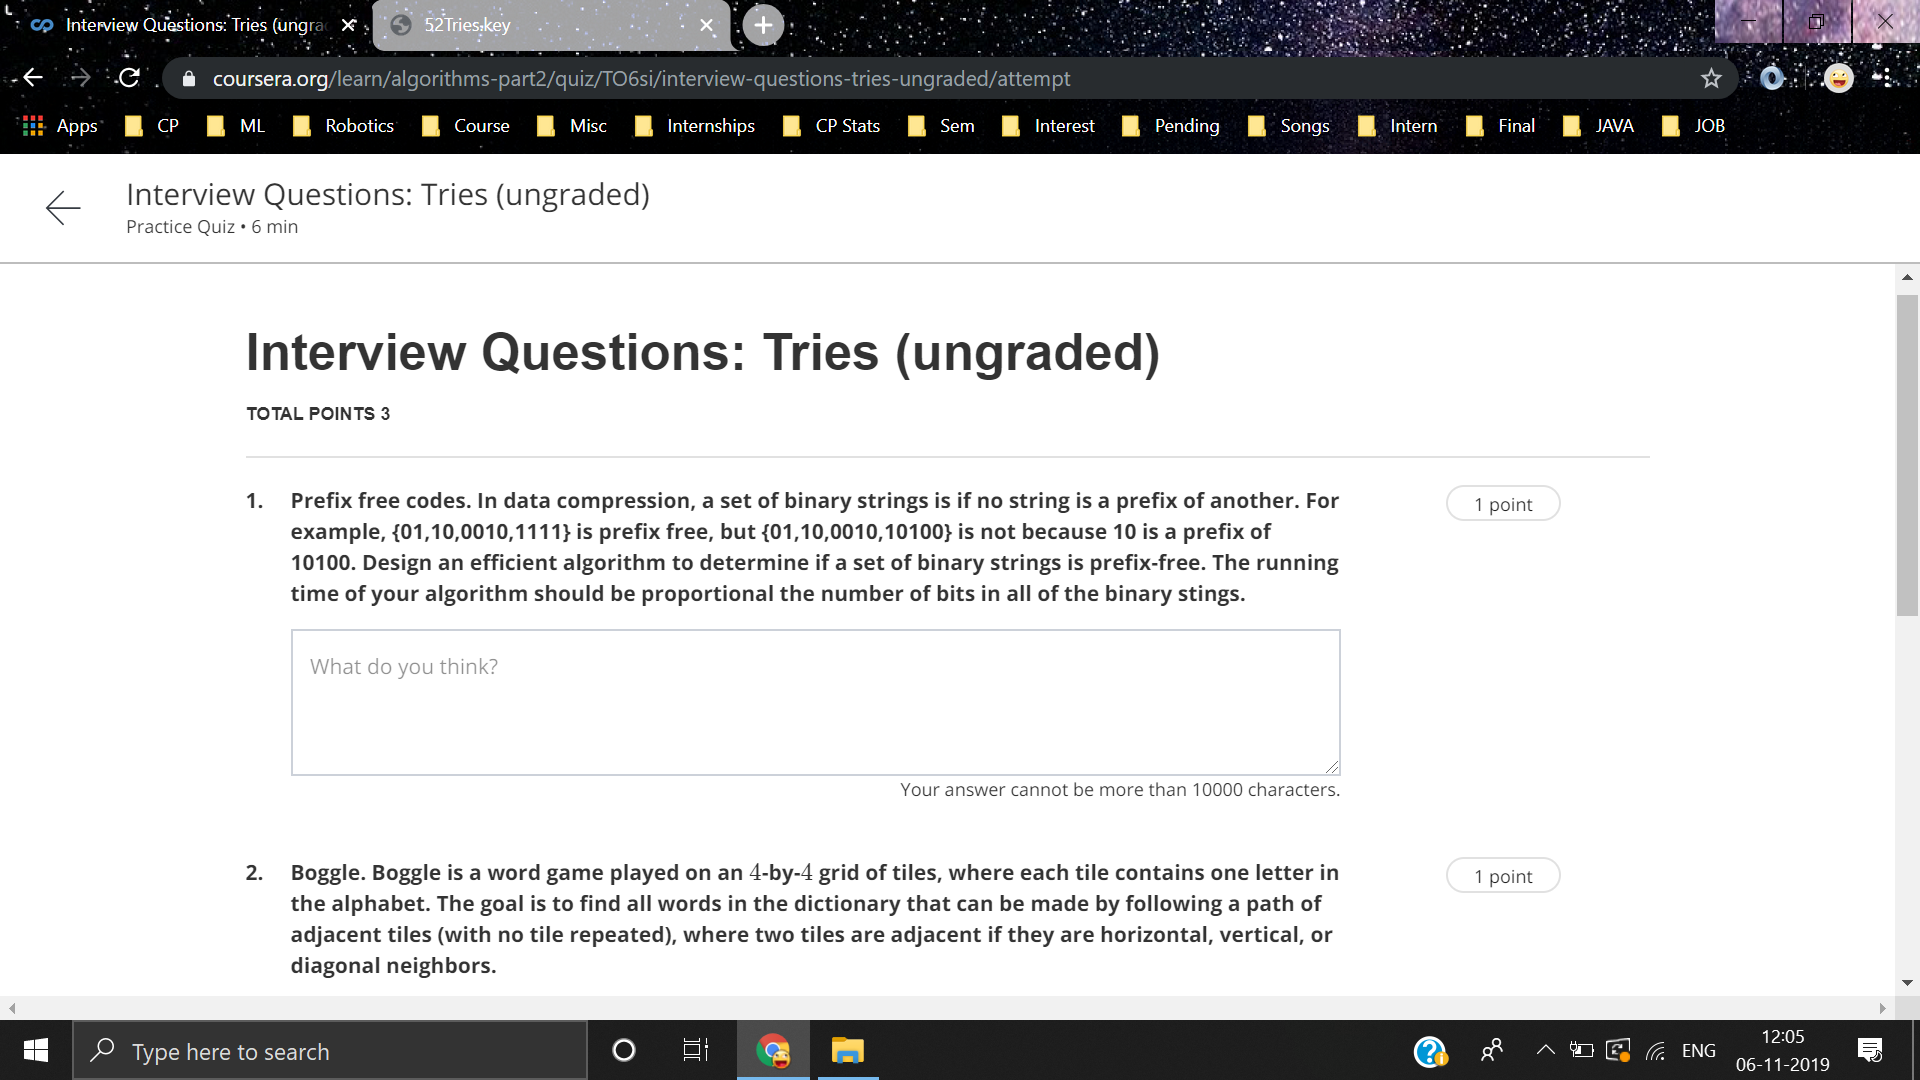 Interview Questions: Tries (ungra
52Tries.key
coursera.org/learn/algorithms-part2/quiz/TO6si/interview-questions-tries-ungraded/attempt
Apps CP ML Robotics Course Misc Internships CP Stats Sem Interest Pending Songs Intern Final JAVA JOB
Interview Questions: Tries (ungraded)
Practice Quiz • 6 min
Interview Questions: Tries (ungraded)
TOTAL POINTS 3
1. Prefix free codes. In data compression, a set of binary strings is if no string is a prefix of another. For
1 point
example, {01,10,0010,1111} is prefix free, but {01,10,0010,10100} is not because 10 is a prefix of
10100. Design an efficient algorithm to determine if a set of binary strings is prefix-free. The running
time of your algorithm should be proportional the number of bits in all of the binary stings.
What do you think?
Your answer cannot be more than 10000 characters.
2. Boggle. Boggle is a word game played on an 4-by-4 grid of tiles, where each tile contains one letter in
1 point
the alphabet. The goal is to find all words in the dictionary that can be made by following a path of
adjacent tiles (with no tile repeated), where two tiles are adjacent if they are horizontal, vertical, or
diagonal neighbors.
Type here to search
ENG
12:05
06-11-2019